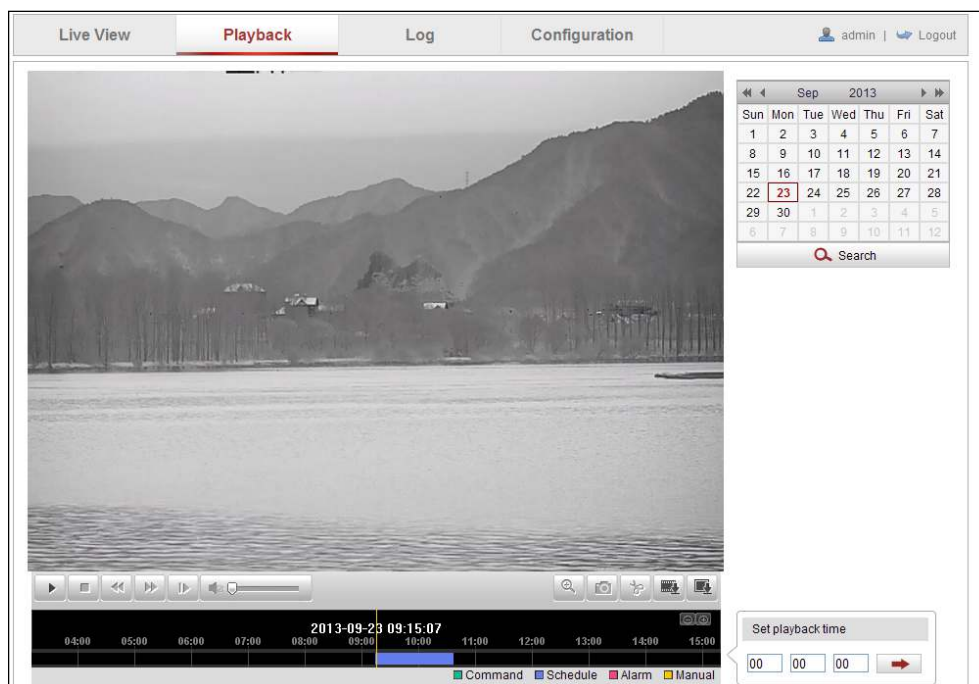 Live View Playback Log Configuration admin | Logout
Sep 2013
Sun Mon Tue Wed Thu Fri Sat
1 2 3 4 5 6 7
8 9 10 11 12 13 14
15 16 17 18 19 20 21
22 23 24 25 26 27 28
29 30 1 2 3 4 5
6 7 8 9 10 11 12
Search
2013-09-23 09:15:07
04:00 05:00 06:00 07:00 08:00 09:00 10:00 11:00 12:00 13:00 14:00 15:00
Command Schedule Alarm Manual
Set playback time
00 00 00